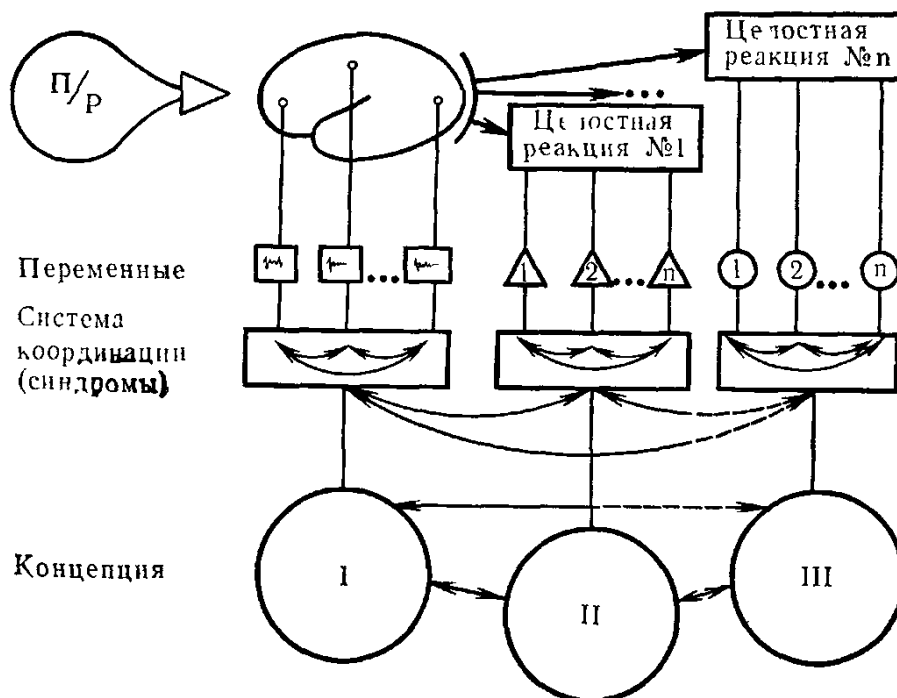 П/Р
Целостная
реакция №n
...
Целостная
реакция №1
Переменные
...
1 2 ... n
1 2 ... n
Система
координации
(синдромы)
Концепция
I
II
III